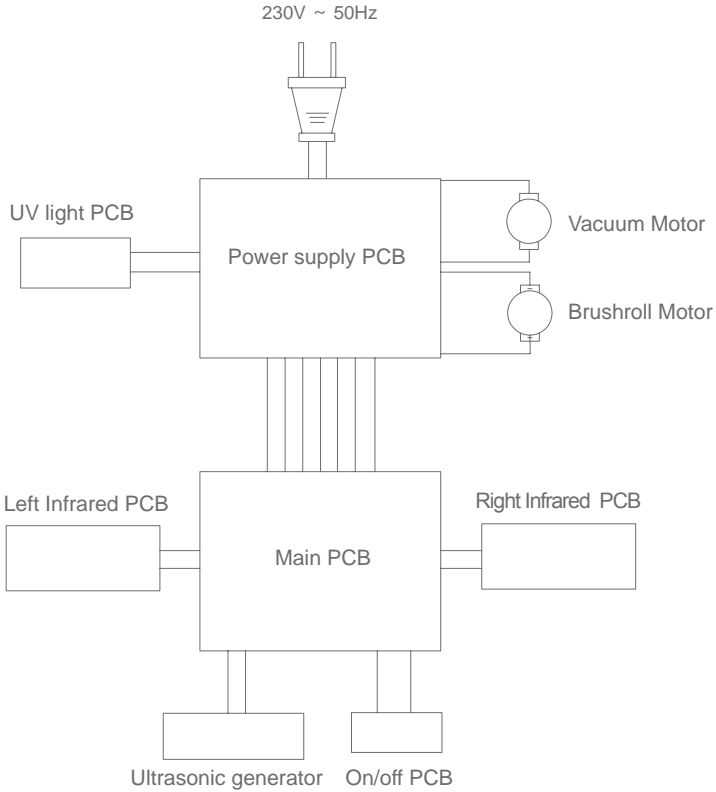 230V ～ 50Hz
UV light PCB
Power supply PCB
Vacuum Motor
Brushroll Motor
Left Infrared PCB
Right Infrared PCB
Main PCB
Ultrasonic generator
On/off PCB